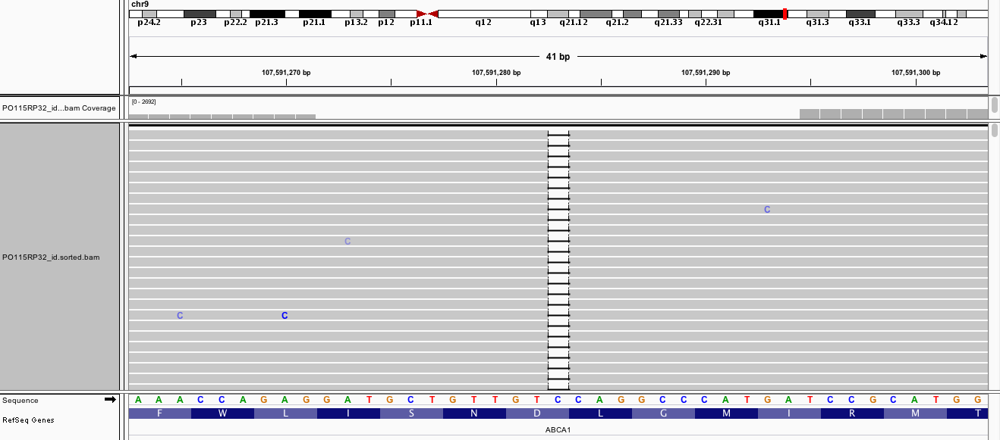 chr9
p24.2 p23 p22.2 p21.3 p21.1 p13.2 p12 p11.1 q12 q13 q21.12 q21.2 q21.33 q22.31 q31.1 q31.3 q33.1 q33.3 q34.12
41 bp
107,591,270 bp 107,591,280 bp 107,591,290 bp 107,591,300 bp
[0 - 2692]
PO115RP32_id...bam Coverage
C
C
PO115RP32_id.sorted.bam
C C
Sequence A A A C C A G A G G A T G C T G T T G T C C A G G C C C A T G A T C C G C A T G G
RefSeq Genes F W L I S N D L G M I R M T
ABCA1